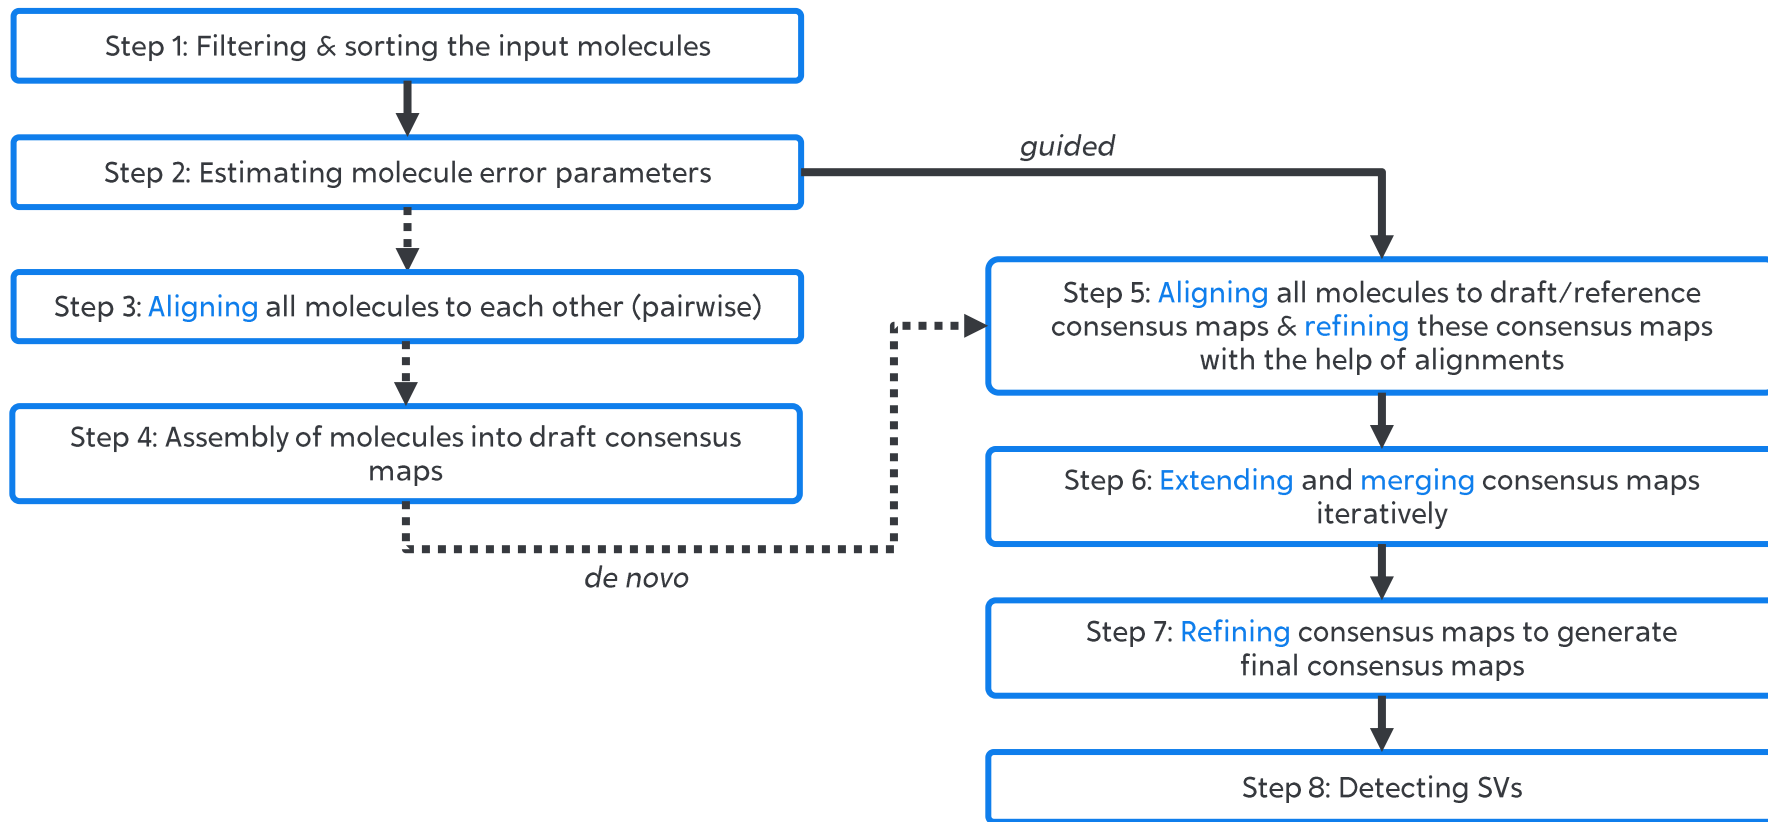 Step 1: Filtering & sorting the input molecules
Step 2: Estimating molecule error parameters
guided
Step 3: Aligning all molecules to each other (pairwise)
Step 4: Assembly of molecules into draft consensus
maps
de novo
Step 5: Aligning all molecules to draft/reference
consensus maps & refining these consensus maps
with the help of alignments
Step 6: Extending and merging consensus maps
iteratively
Step 7: Refining consensus maps to generate
final consensus maps
Step 8: Detecting SVs